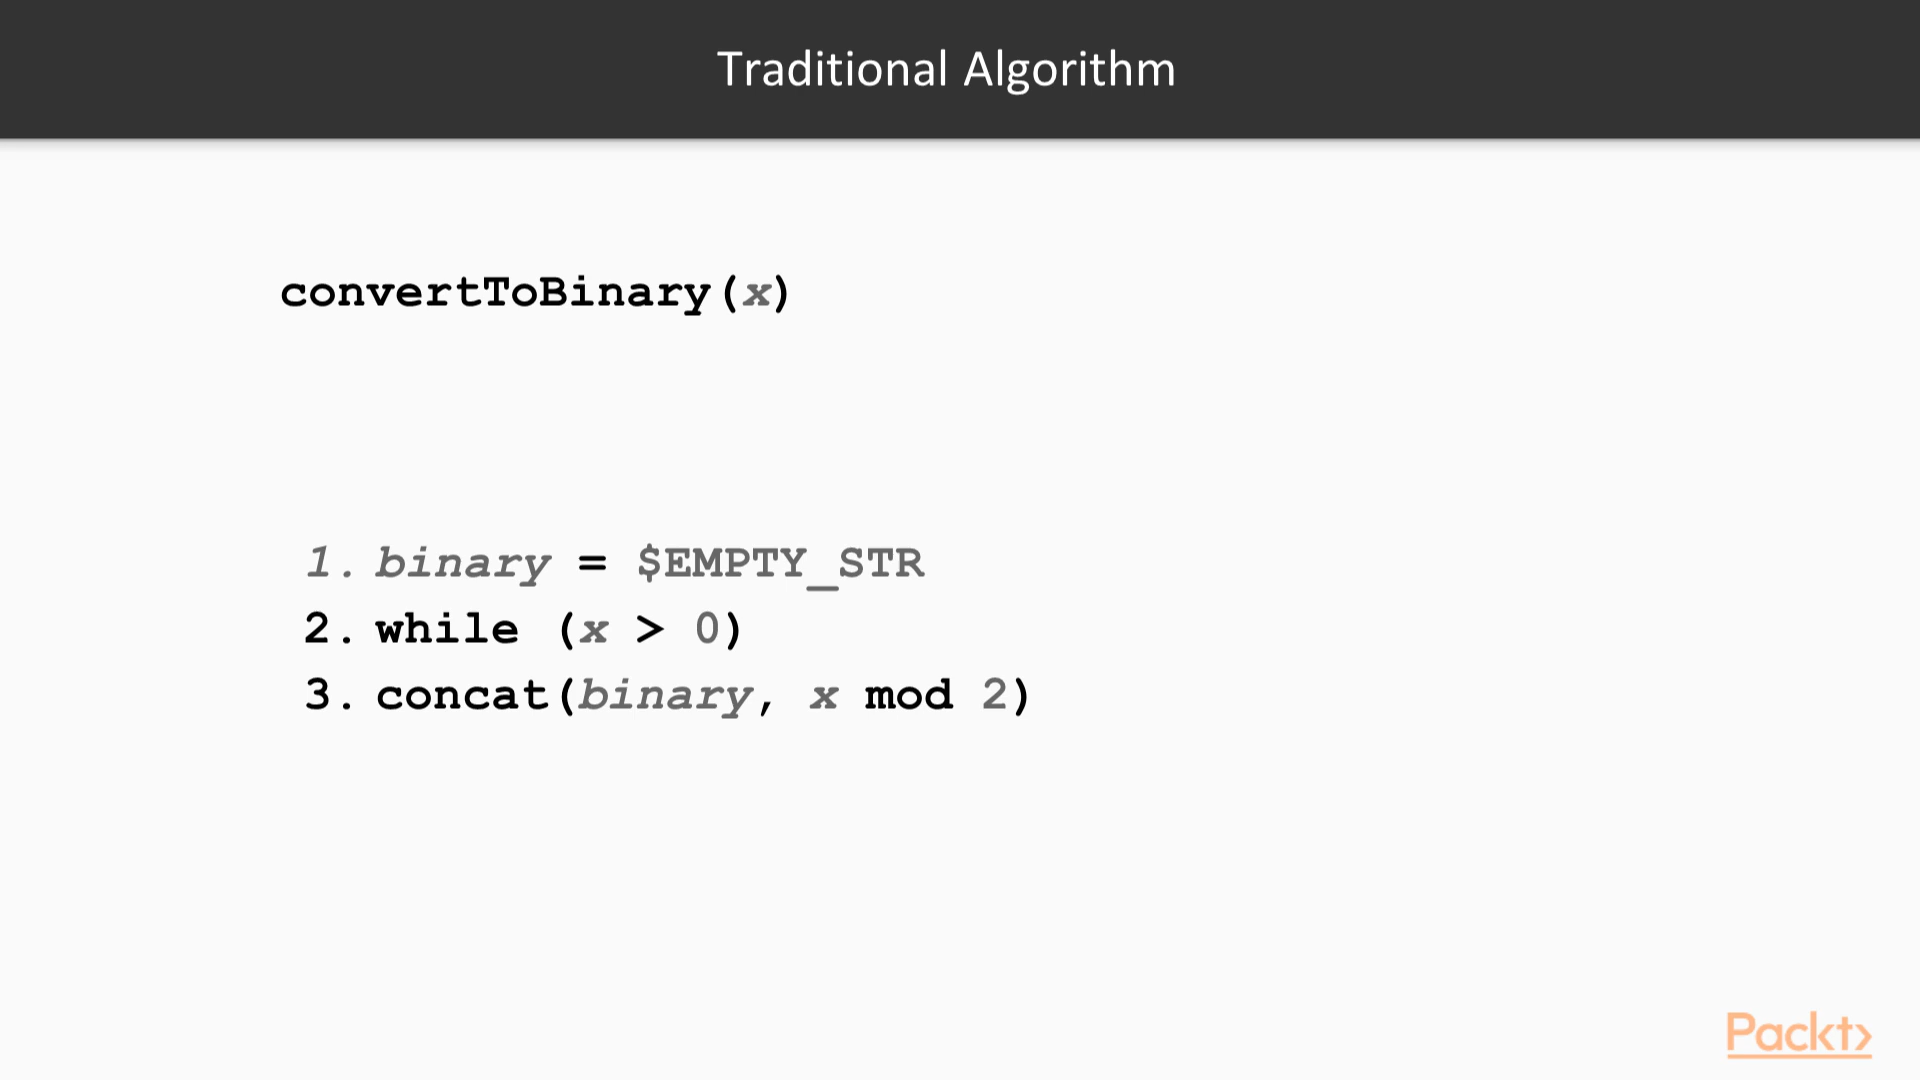 Traditional Algorithm
convertToBinary(x)
1. binary = $EMPTY_STR
2. while (x > 0)
3. concat(binary, x mod 2)
Packt>